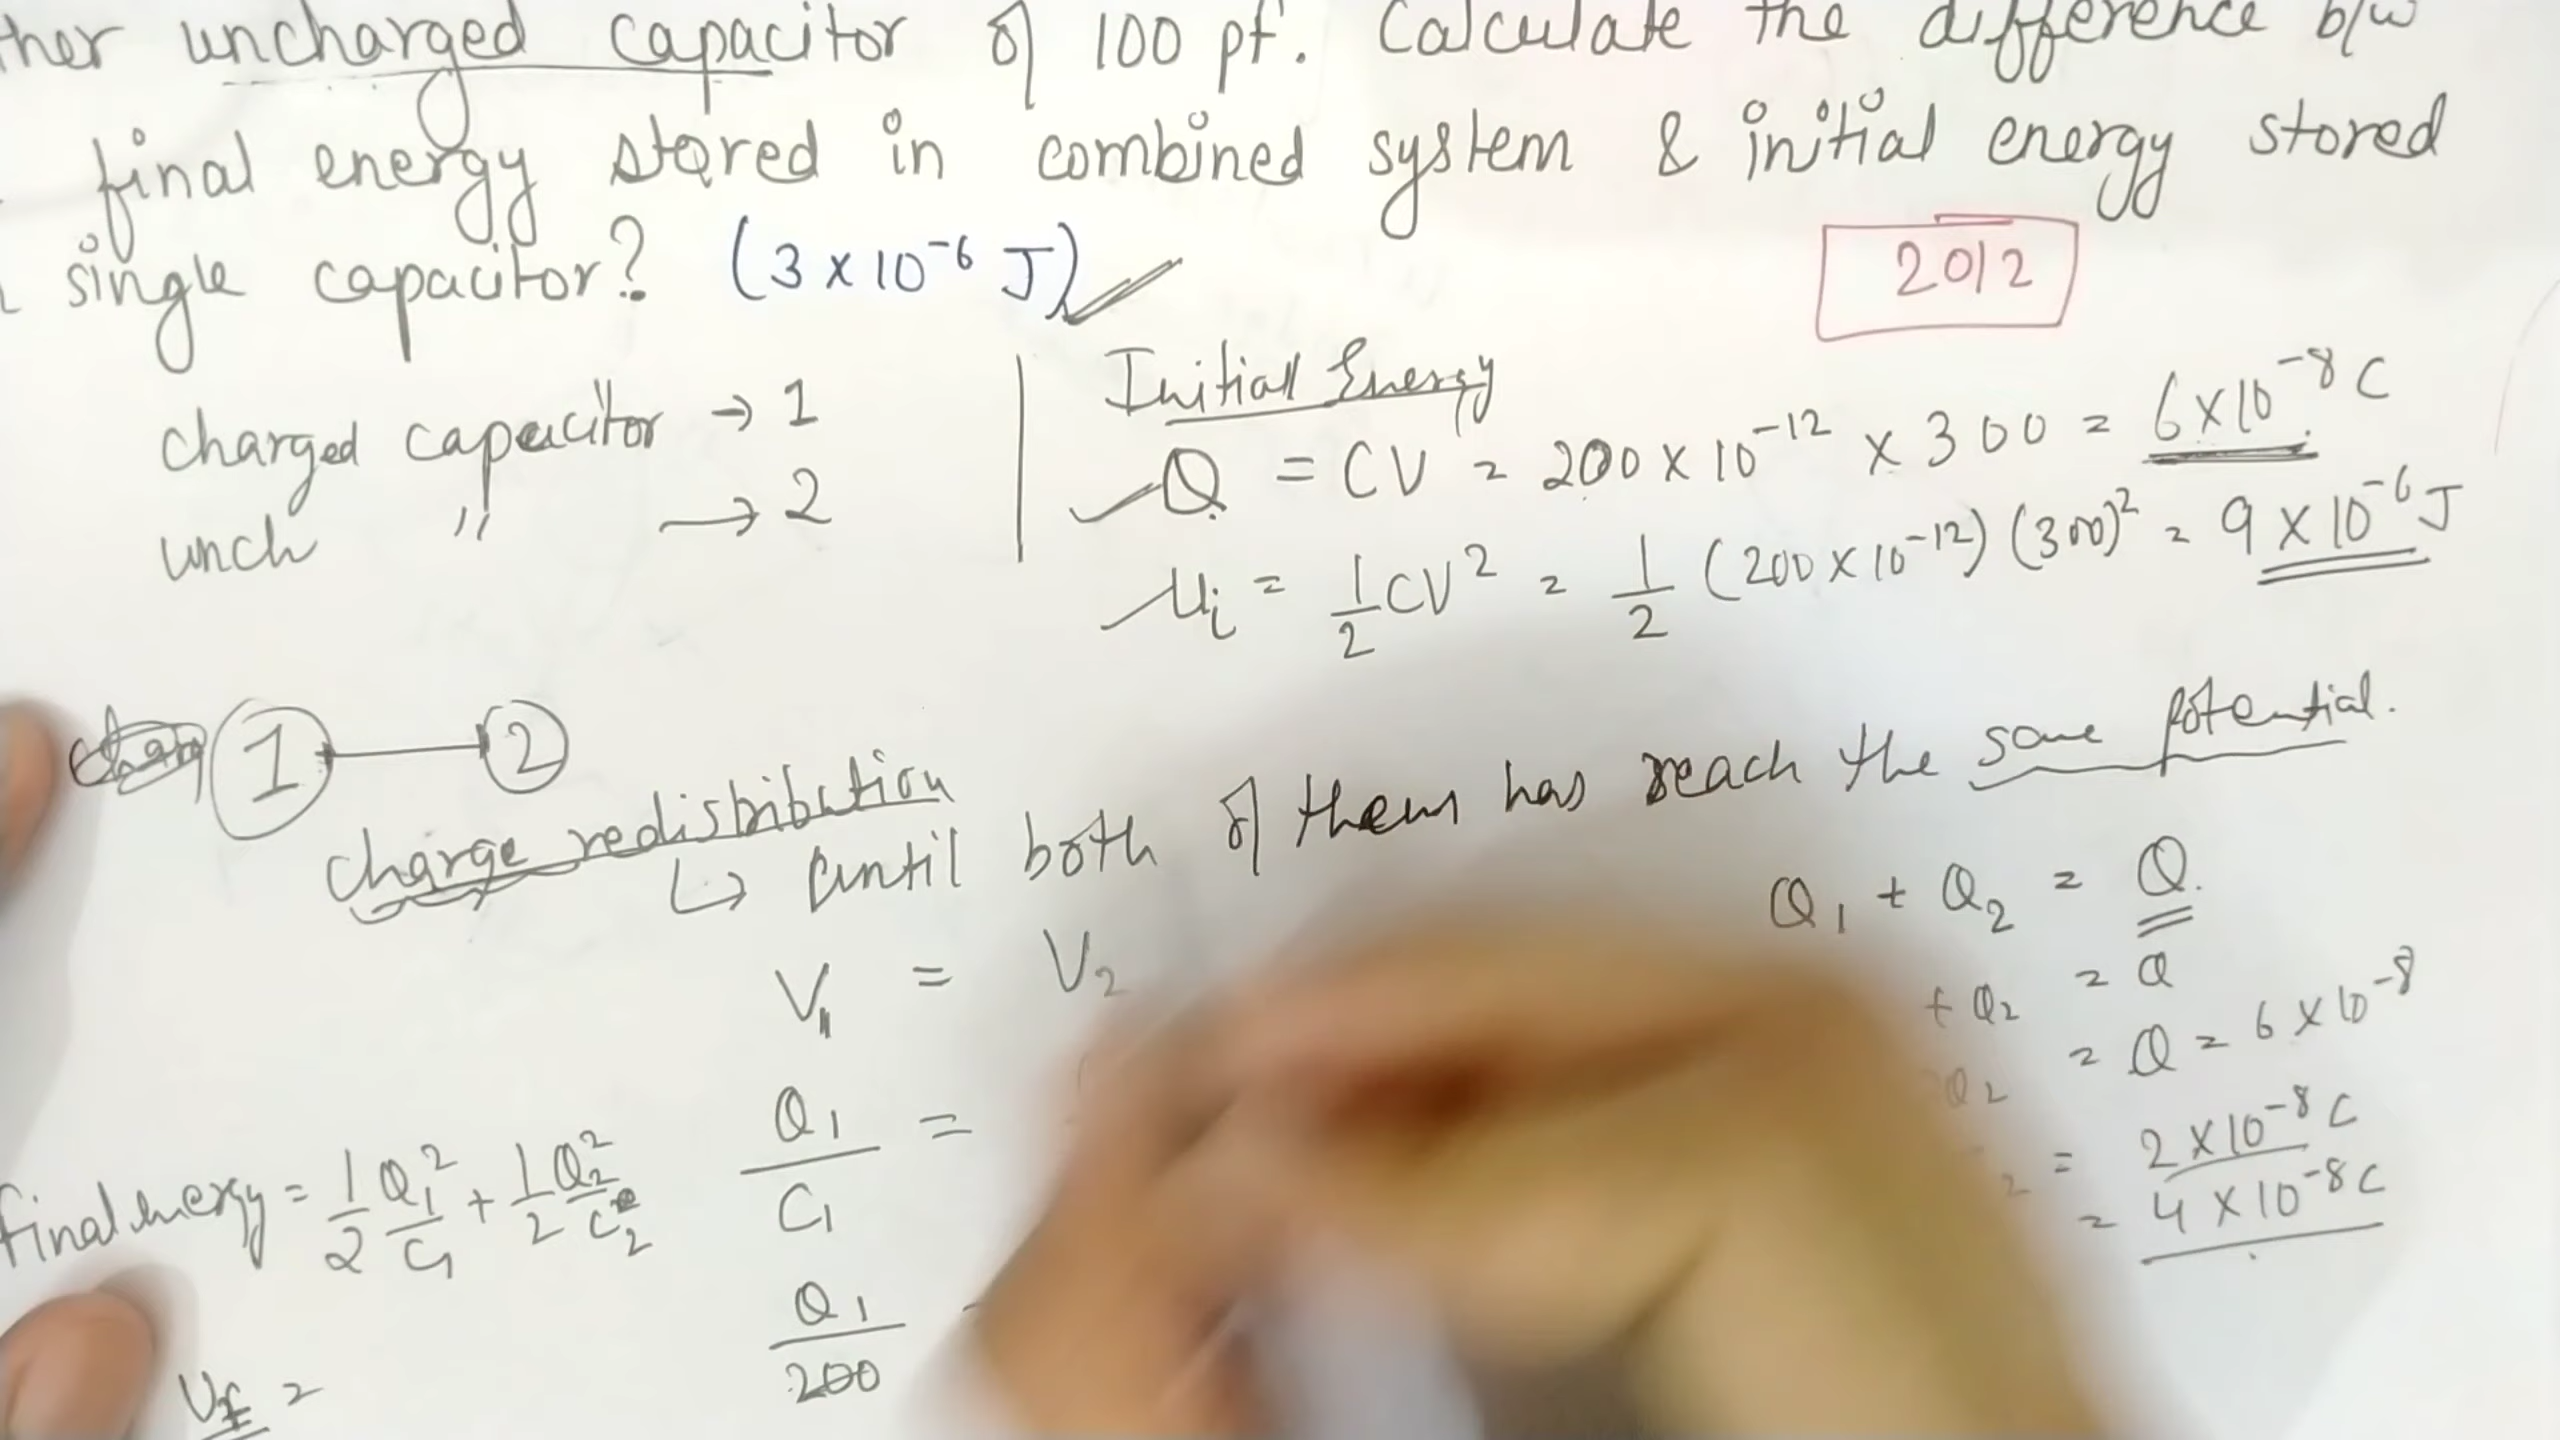 uncharged capacitor of 100 pf. Calculate the difference b/w
final energy stored in combined system & initial energy stored
single capacitor? (3 x 10⁻⁶ J)
2012
charged capacitor → 1
unch " → 2
Initial Energy
Q = CV = 200 x 10⁻¹² x 300 = 6 x 10⁻⁸ C
Ui = 1/2 CV² = 1/2 (200 x 10⁻¹²) (300)² = 9 x 10⁻⁶ J
1 2
charge redistribution
↳ until both of them has reach the same potential.
V1 = V2
Q1/C1 =
Q1/200
Q1 + Q2 = Q
+ Q2 = Q
Q2 = Q = 6 x 10⁻⁸
2 = 2 x 10⁻⁸ C
= 4 x 10⁻⁸ C
Final energy = 1/2 Q1²/C1 + 1/2 Q2²/C2
Uf =